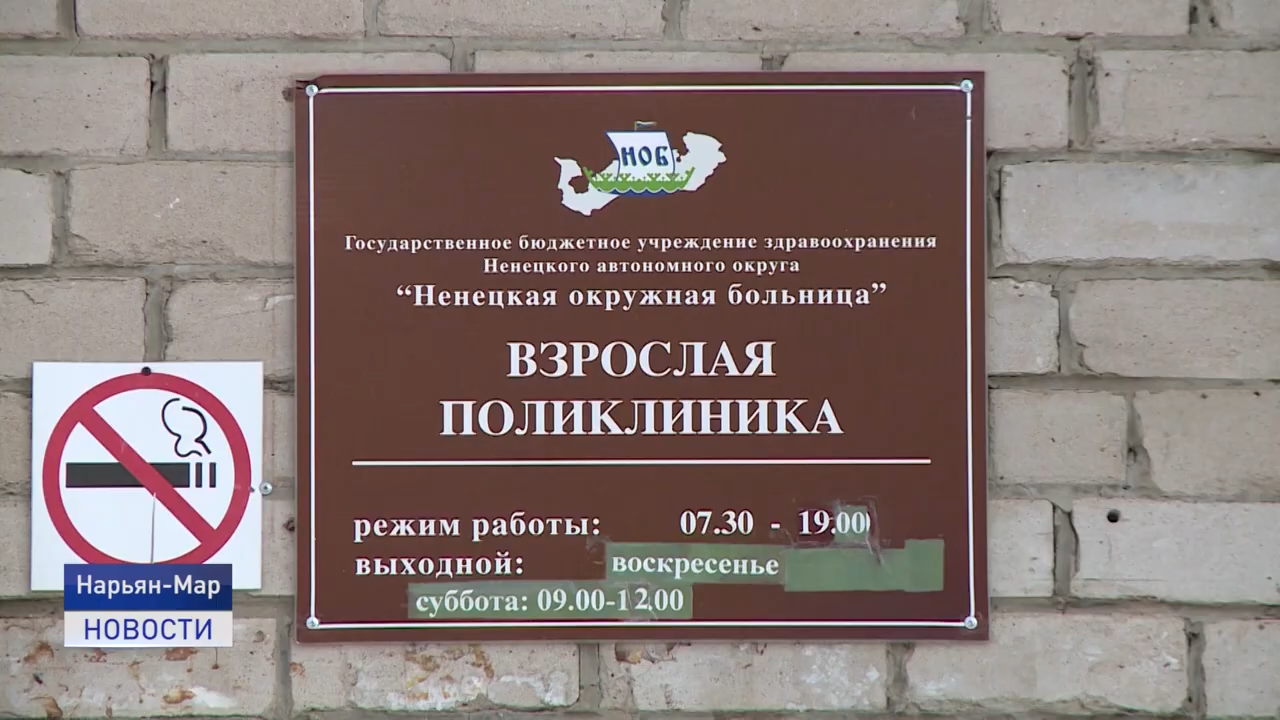 НОБ
Государственное бюджетное учреждение здравоохранения
Ненецкого автономного округа
“Ненецкая окружная больница”
ВЗРОСЛАЯ
ПОЛИКЛИНИКА
режим работы: 07.30 - 19.00
выходной: воскресенье
суббота: 09.00-12.00
Нарьян-Мар
НОВОСТИ